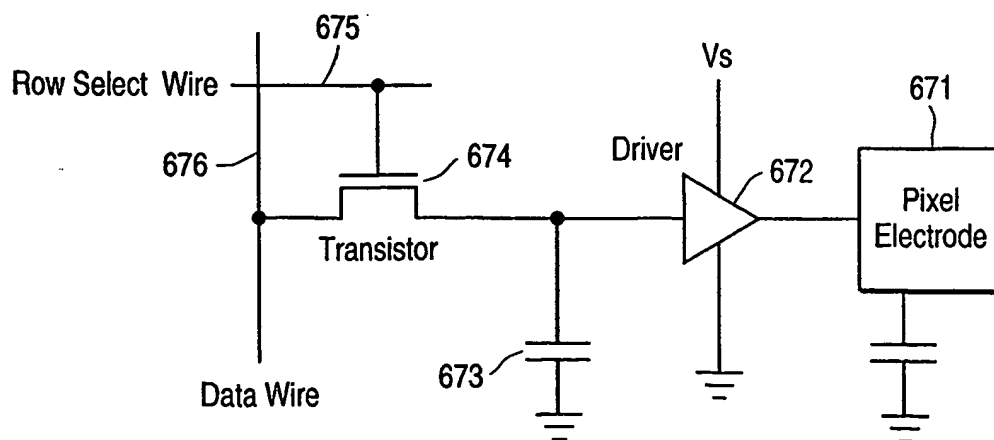 675
Row Select Wire
676
674
Transistor
Data Wire
673
Vs
Driver
672
671
Pixel
Electrode